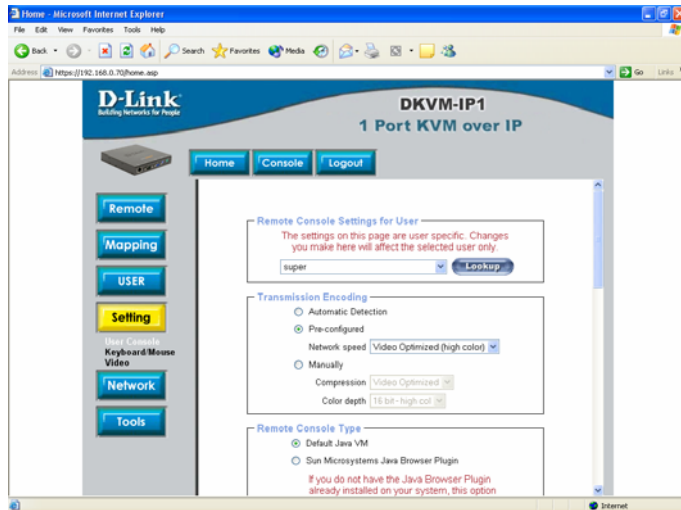 Home - Microsoft Internet Explorer
File Edit View Favorites Tools Help
Back Search Favorites Media
Address https://192.168.0.70/home.asp Go Links
D-Link
Building Networks for People
DKVM-IP1
1 Port KVM over IP
Home Console Logout
Remote
Mapping
USER
Setting
User Console
Keyboard/Mouse
Video
Network
Tools
Remote Console Settings for User
The settings on this page are user specific. Changes
you make here will affect the selected user only.
super Lookup
Transmission Encoding
Automatic Detection
Pre-configured
Network speed Video Optimized (high color)
Manually
Compression Video Optimized
Color depth 16 bit - high col
Remote Console Type
Default Java VM
Sun Microsystems Java Browser Plugin
If you do not have the Java Browser Plugin
already installed on your system, this option
Internet